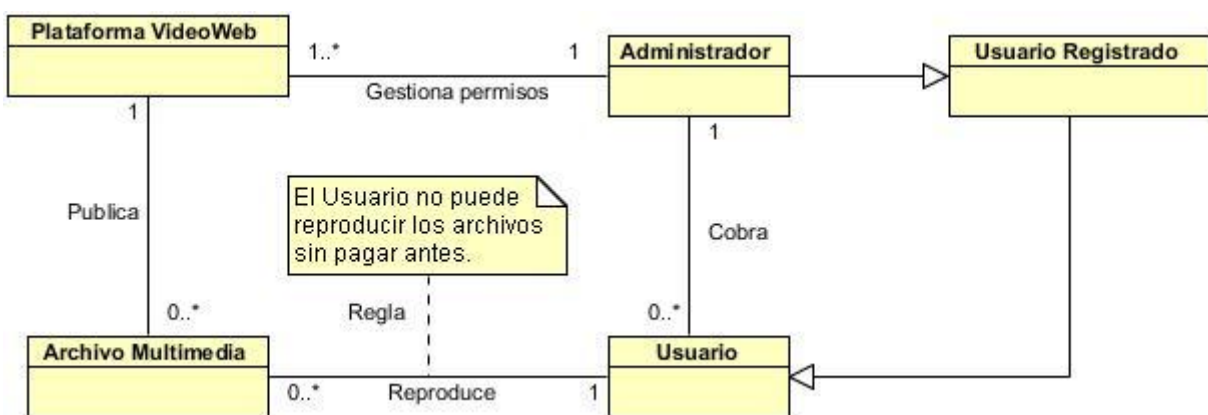 Plataforma VideoWeb
1..*
1
Administrador
Usuario Registrado
Gestiona permisos
1
1
El Usuario no puede
reproducir los archivos
sin pagar antes.
Publica
Cobra
0..*
Regla
0..*
Archivo Multimedia
Usuario
0..*
Reproduce
1